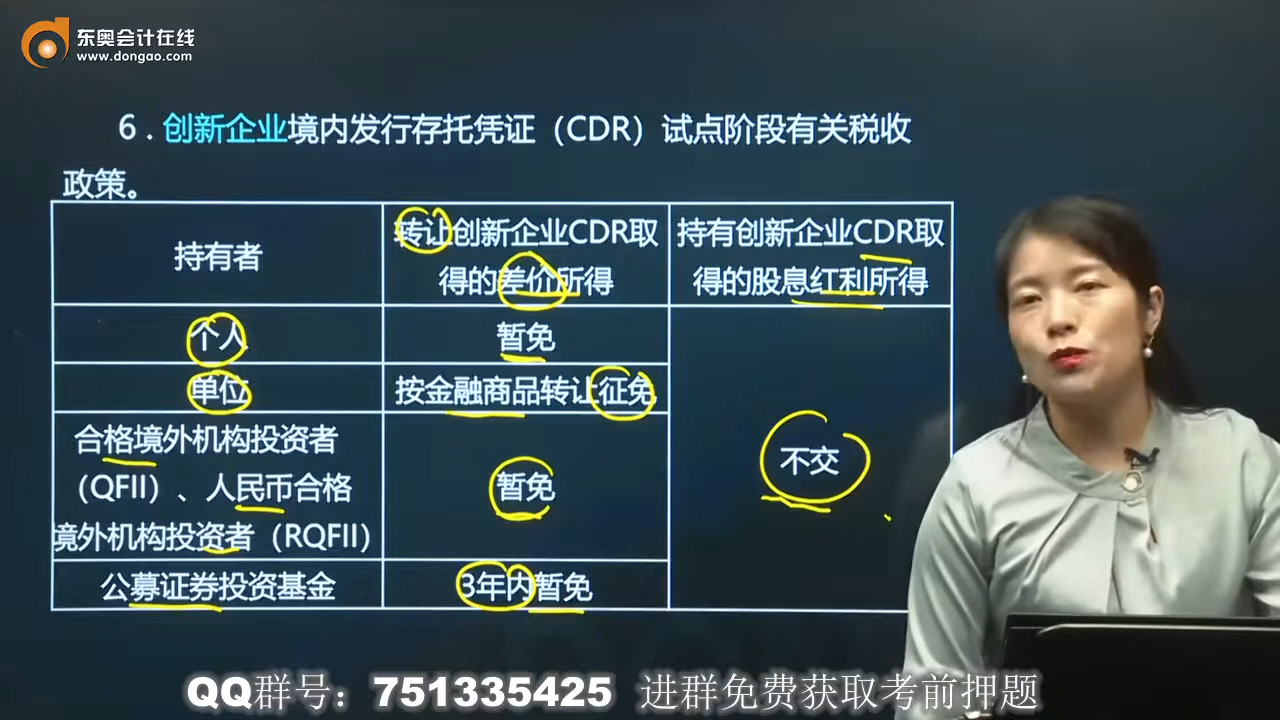 东奥会计在线
www.dongao.com
6 . 创新企业境内发行存托凭证（CDR）试点阶段有关税收
政策。
持有者
转让创新企业CDR取
得的差价所得
持有创新企业CDR取
得的股息红利所得
个人
暂免
单位
按金融商品转让征免
合格境外机构投资者
（QFII）、人民币合格
境外机构投资者（RQFII）
暂免
公募证券投资基金
3年内暂免
不交
QQ群号：751335425 进群免费获取考前押题